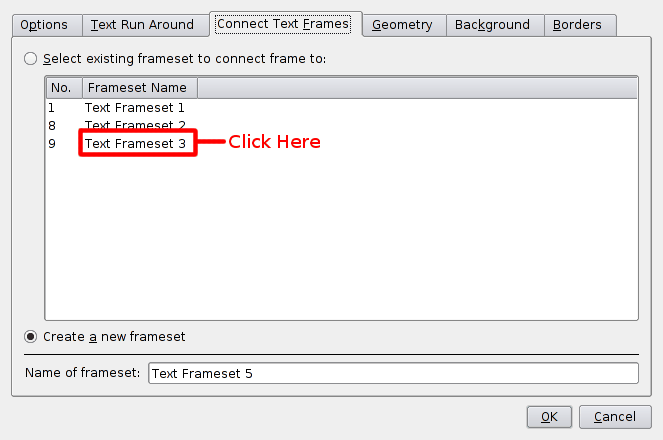 Options Text Run Around Connect Text Frames Geometry Background Borders
Select existing frameset to connect frame to:
No. Frameset Name
1 Text Frameset 1
8 Text Frameset 2
9 Text Frameset 3 Click Here
Create a new frameset
Name of frameset: Text Frameset 5
OK Cancel